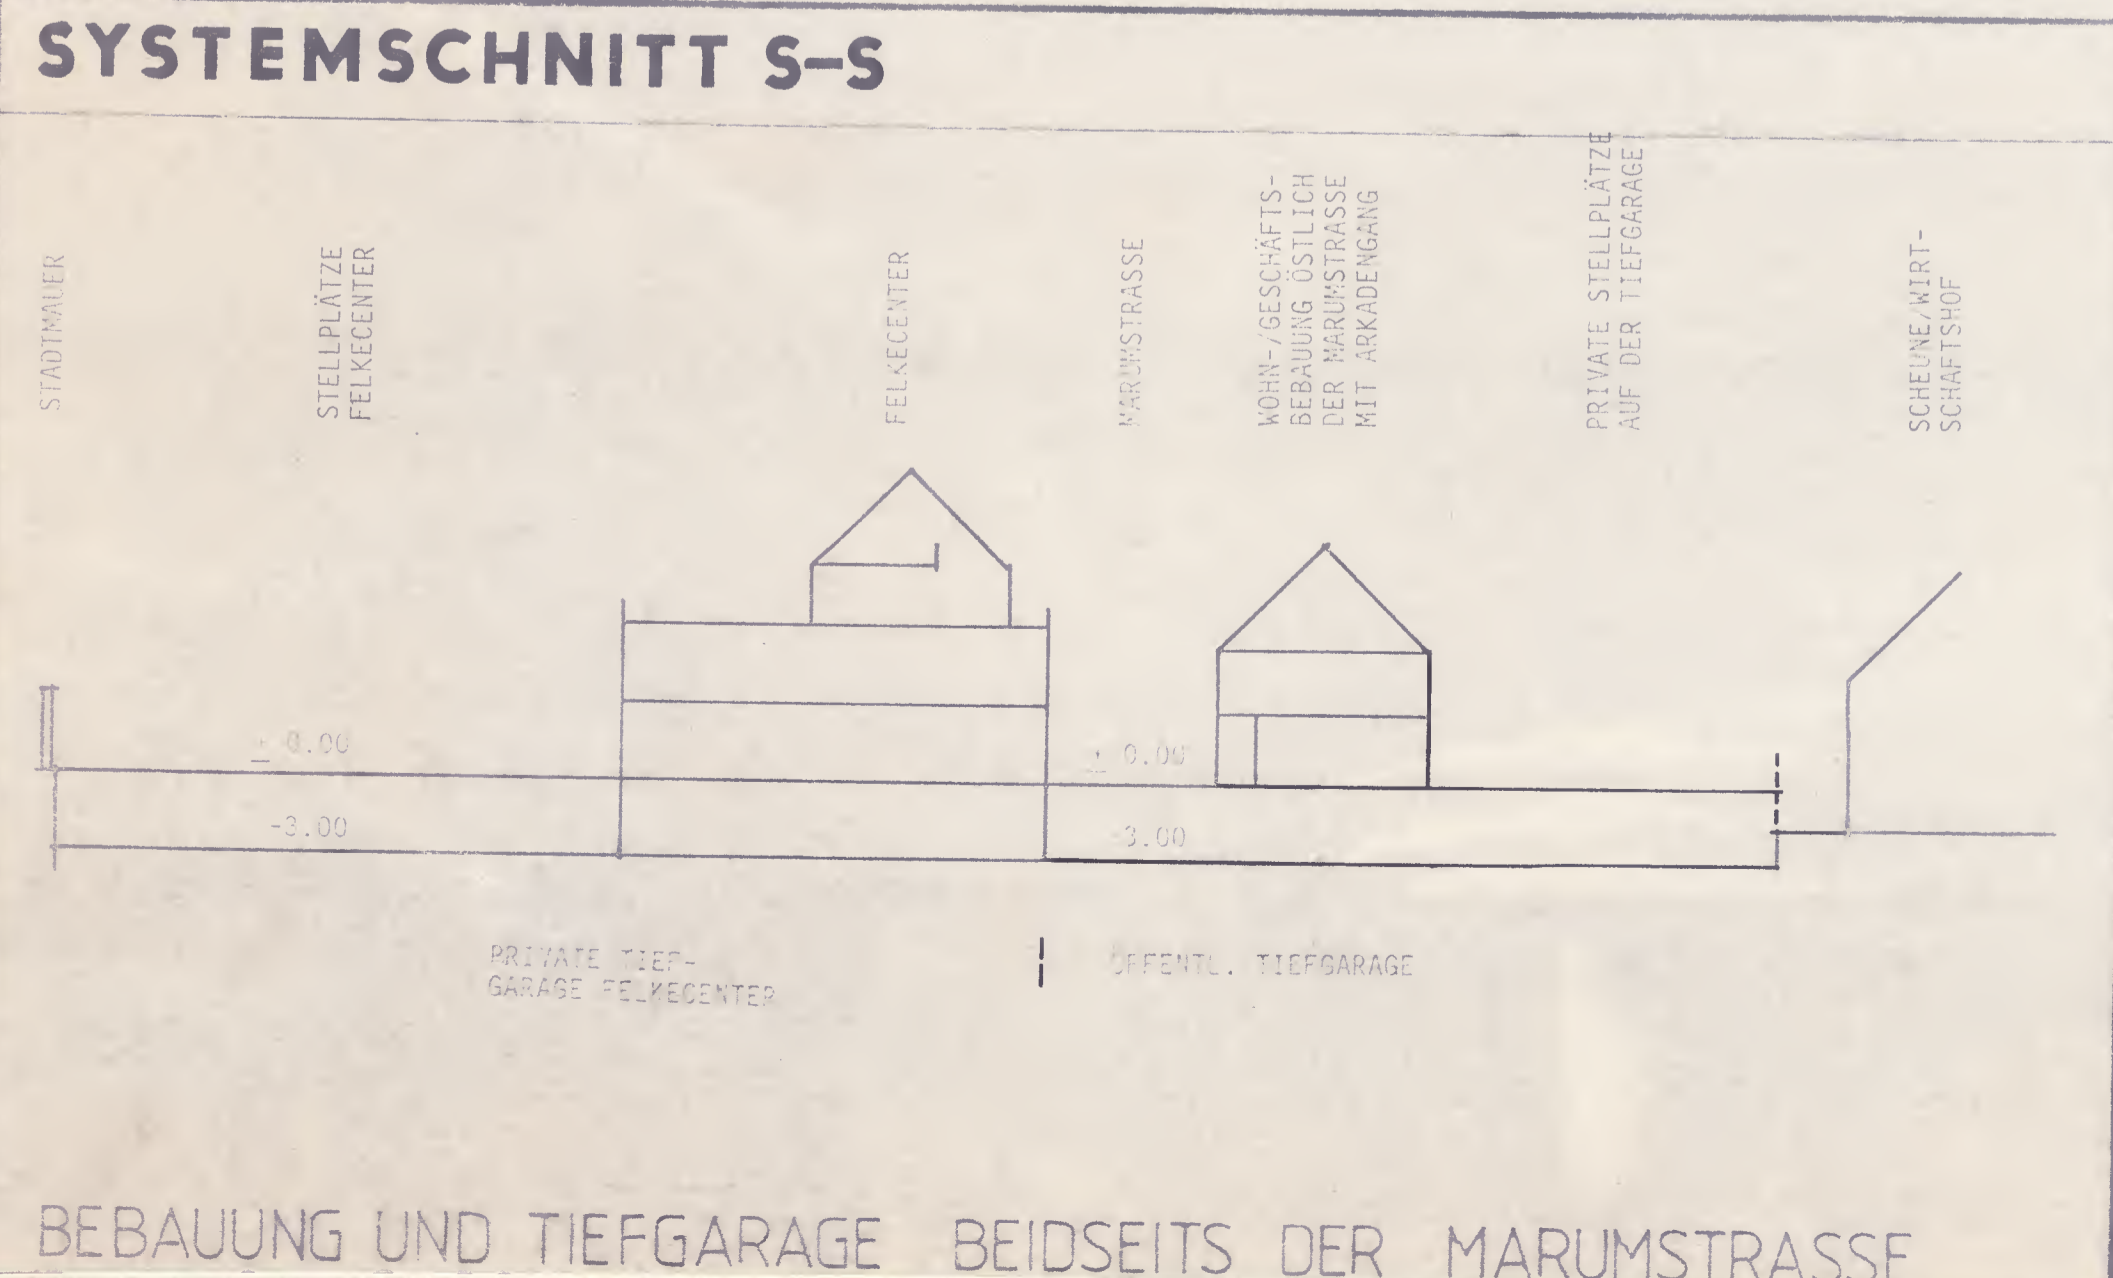 SYSTEMSCHNITT S-S
STADTMAUER
STELLPLÄTZE
FELKECENTER
FELKECENTER
MARUMSTRASSE
WOHN-/GESCHÄFTS-
BEBAUUNG ÖSTLICH
DER MARUMSTRASSE
MIT ARKADENGANG
PRIVATE STELLPLÄTZE
AUF DER TIEFGARAGE
SCHEUNE/WIRT-
SCHAFTSHOF
± 0.00
± 0.00
-3.00
-3.00
PRIVATE TIEF-
GARAGE FELKECENTER
ÖFFENTL. TIEFGARAGE
BEBAUUNG UND TIEFGARAGE BEIDSEITS DER MARUMSTRASSE